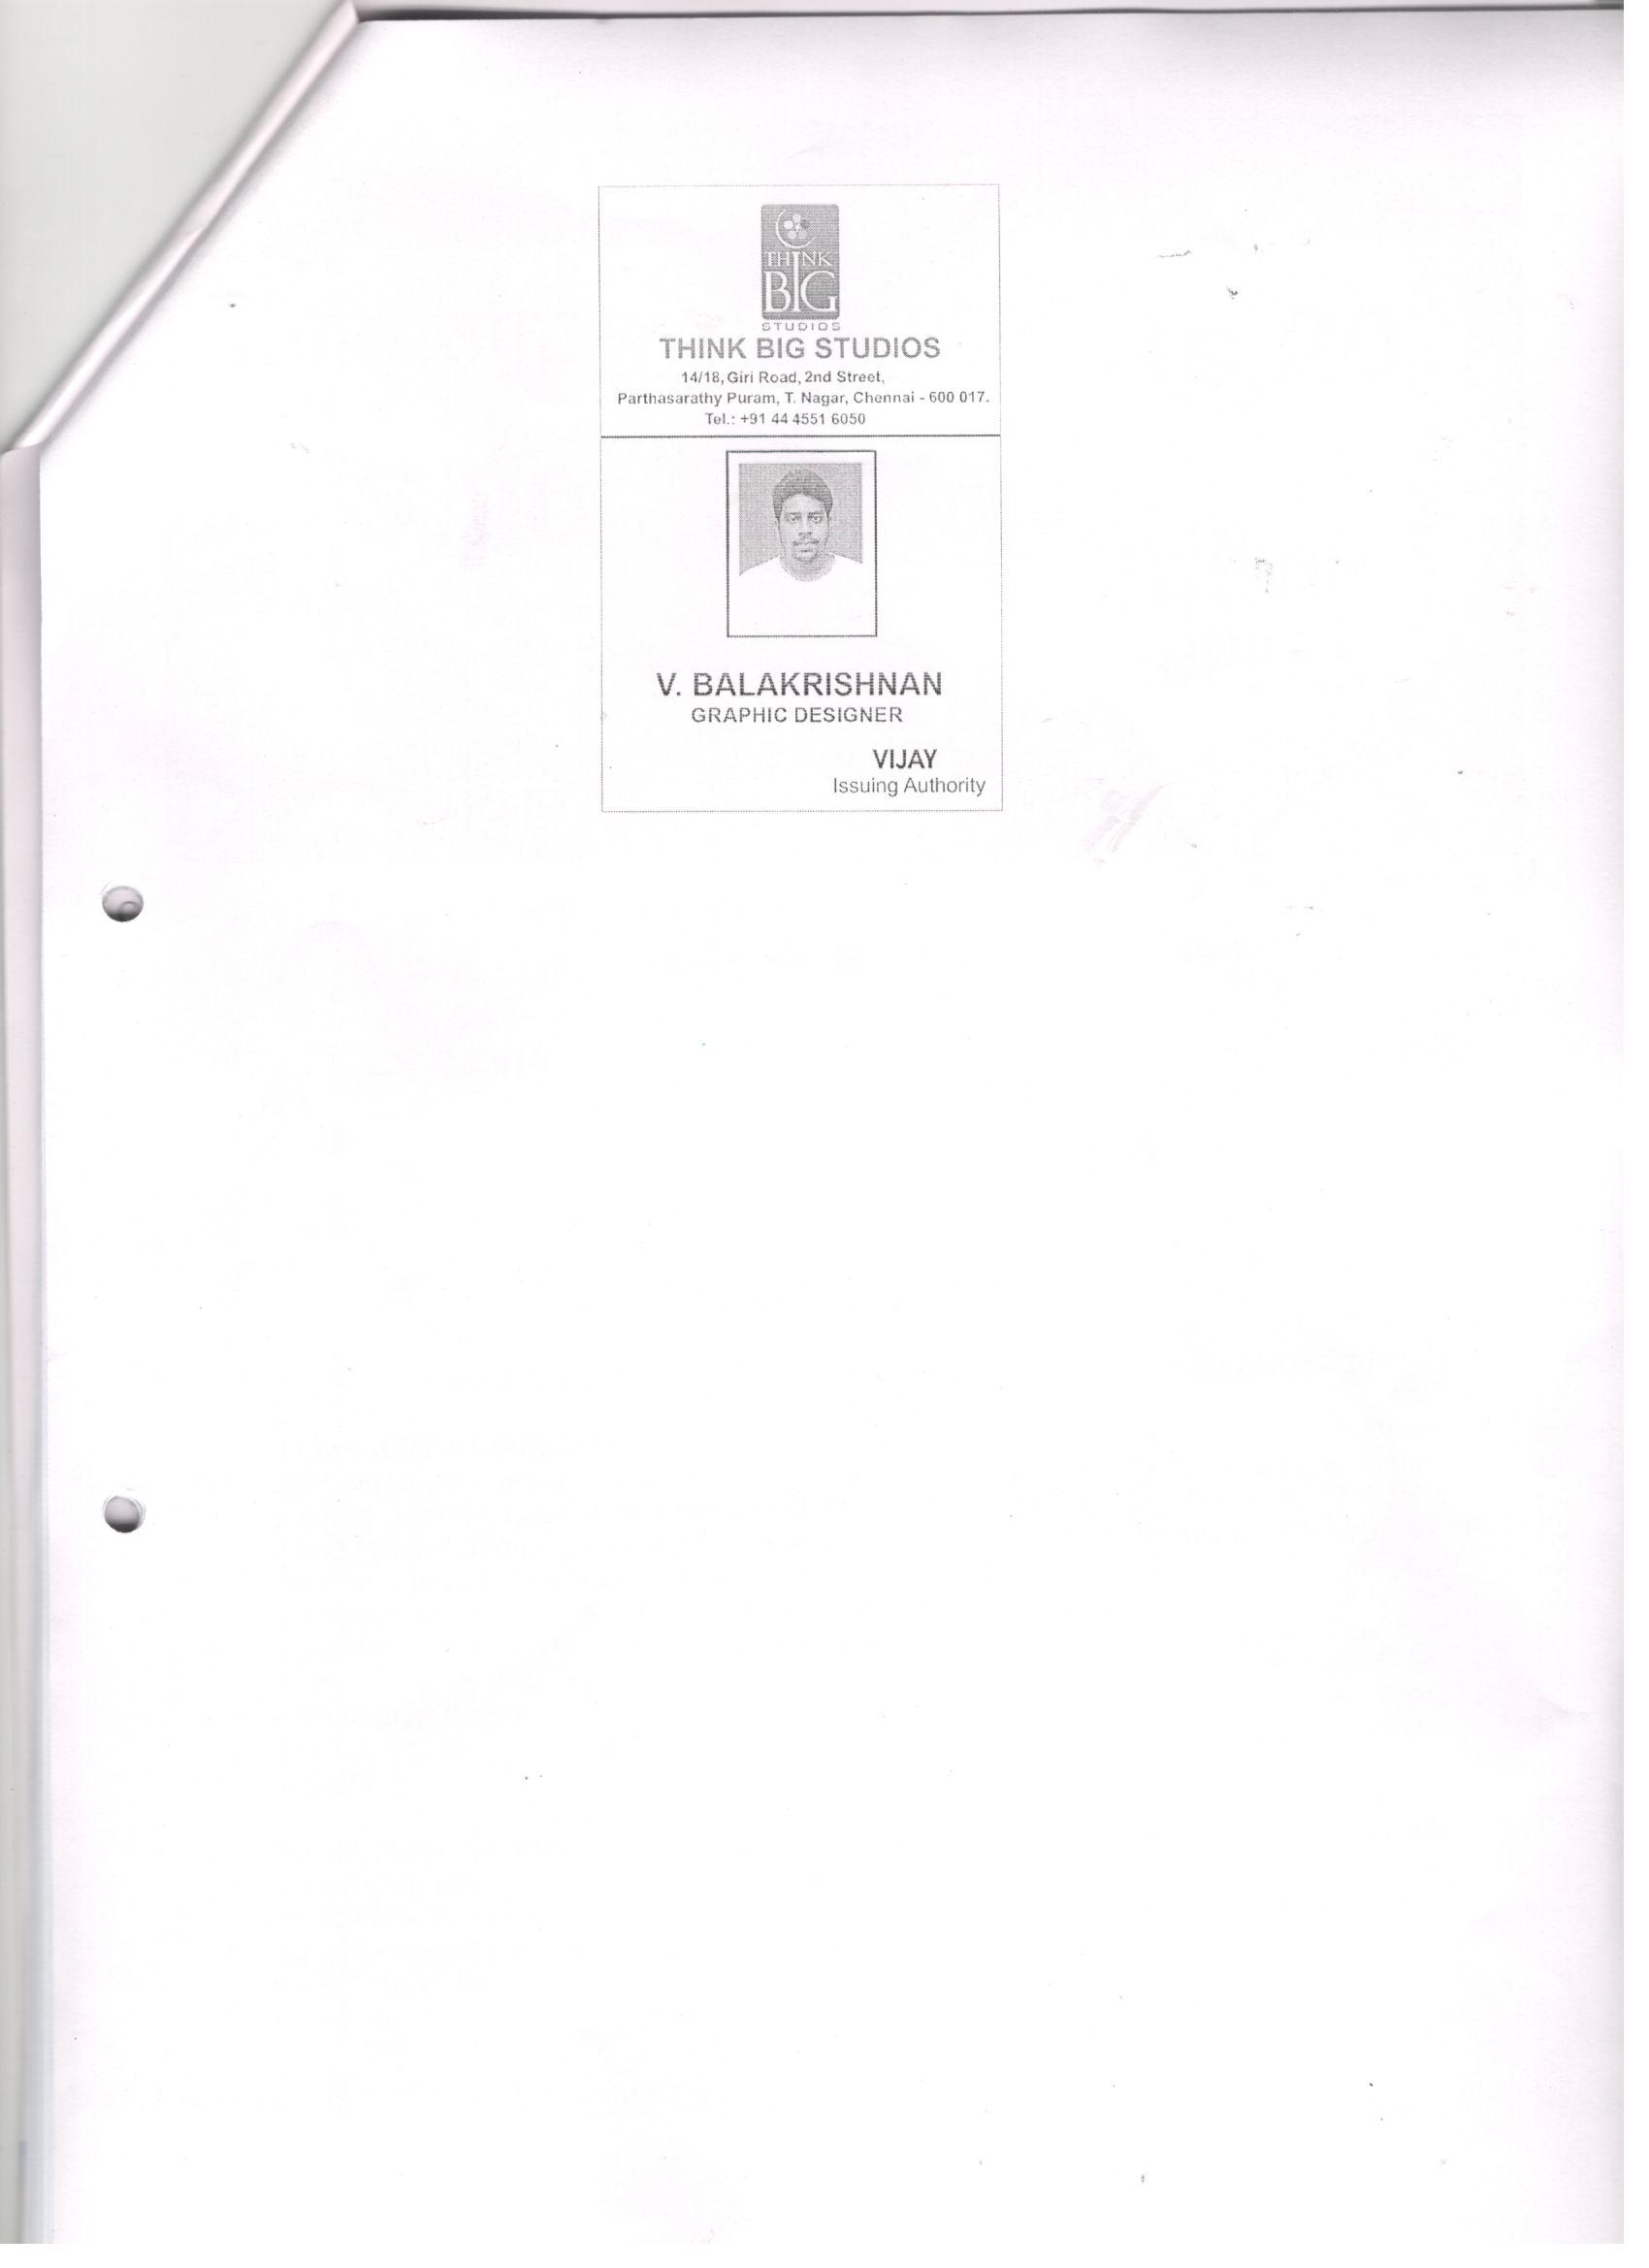 THINK
BIG
STUDIOS
THINK BIG STUDIOS
14/18, Giri Road, 2nd Street,
Parthasarathy Puram, T. Nagar, Chennai - 600 017.
Tel.: +91 44 4551 6050
V. BALAKRISHNAN
GRAPHIC DESIGNER
VIJAY
Issuing Authority